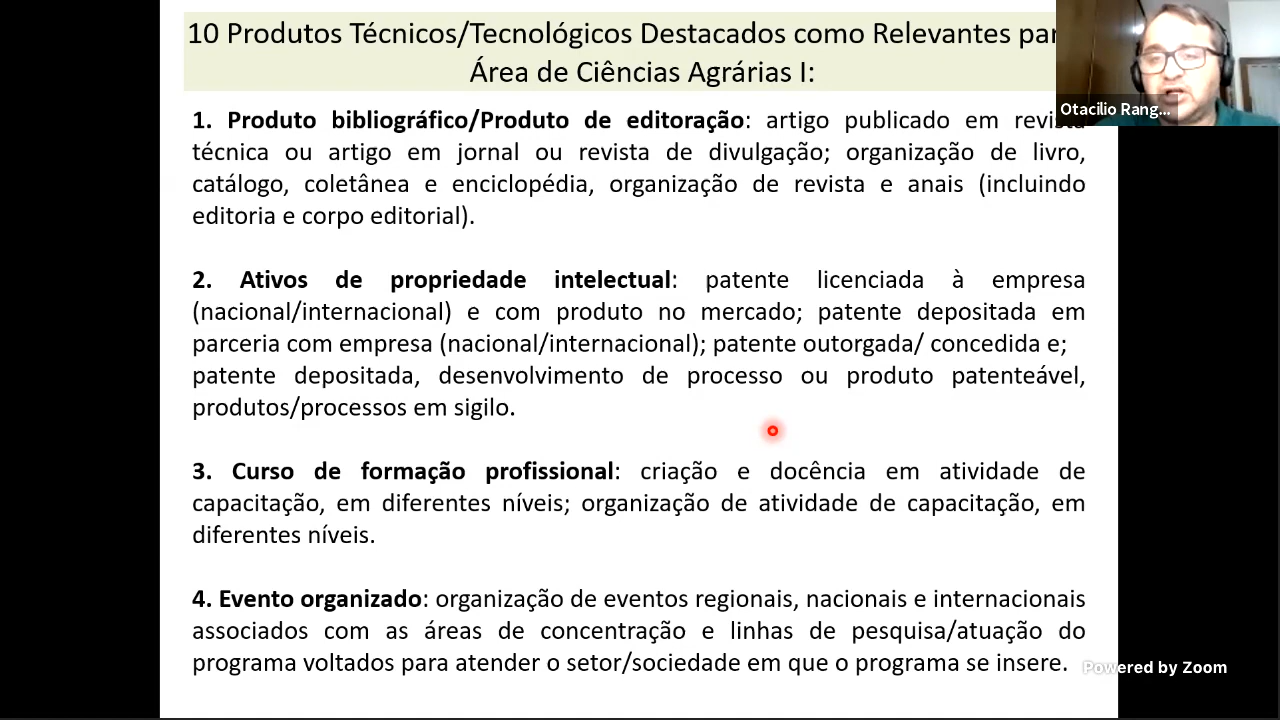 10 Produtos Técnicos/Tecnológicos Destacados como Relevantes
Área de Ciências Agrárias I:
Otacilio Rang...
1. Produto bibliográfico/Produto de editoração: artigo publicado em revista
técnica ou artigo em jornal ou revista de divulgação; organização de livro,
catálogo, coletânea e enciclopédia, organização de revista e anais (incluindo
editoria e corpo editorial).
2. Ativos de propriedade intelectual: patente licenciada à empresa
(nacional/internacional) e com produto no mercado; patente depositada em
parceria com empresa (nacional/internacional); patente outorgada/ concedida e;
patente depositada, desenvolvimento de processo ou produto patenteável,
produtos/processos em sigilo.
3. Curso de formação profissional: criação e docência em atividade de
capacitação, em diferentes níveis; organização de atividade de capacitação, em
diferentes níveis.
4. Evento organizado: organização de eventos regionais, nacionais e internacionais
associados com as áreas de concentração e linhas de pesquisa/atuação do
programa voltados para atender o setor/sociedade em que o programa se insere.
Powered by Zoom